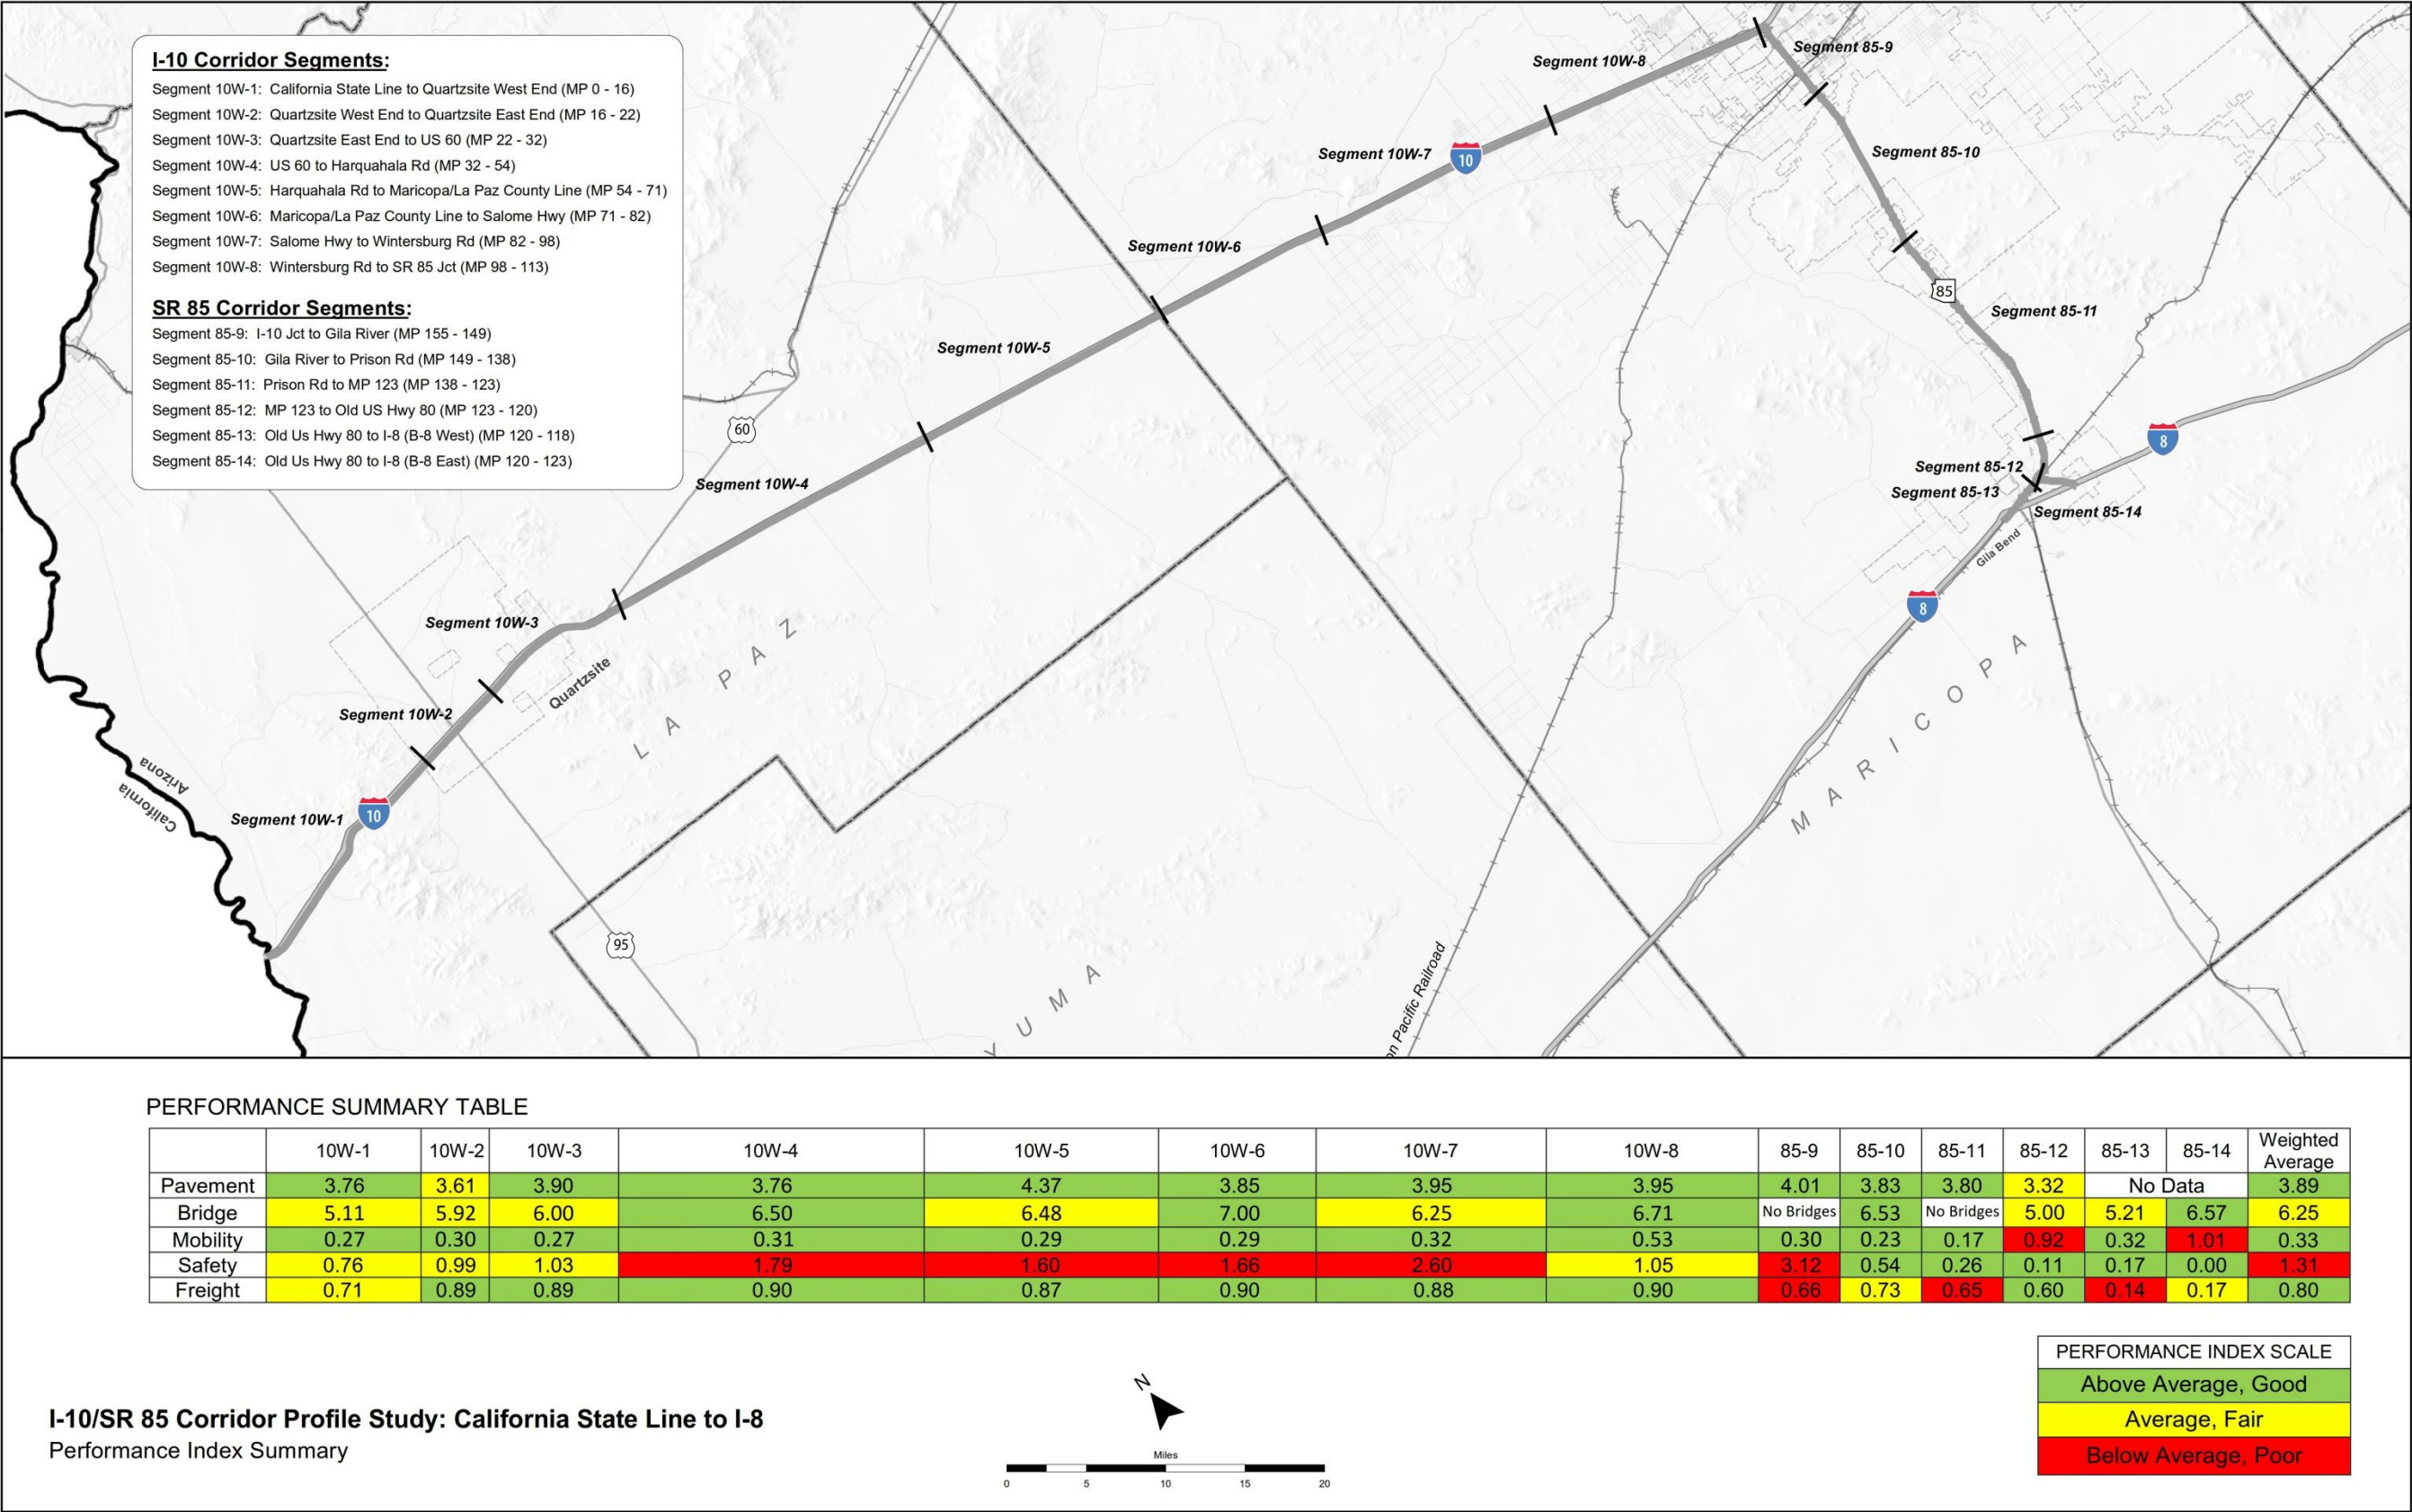 I-10 Corridor Segments:
Segment 10W-1: California State Line to Quartzsite West End (MP 0 - 16)
Segment 10W-2: Quartzsite West End to Quartzsite East End (MP 16 - 22)
Segment 10W-3: Quartzsite East End to US 60 (MP 22 - 32)
Segment 10W-4: US 60 to Harquahala Rd (MP 32 - 54)
Segment 10W-5: Harquahala Rd to Maricopa/La Paz County Line (MP 54 - 71)
Segment 10W-6: Maricopa/La Paz County Line to Salome Hwy (MP 71 - 82)
Segment 10W-7: Salome Hwy to Wintersburg Rd (MP 82 - 98)
Segment 10W-8: Wintersburg Rd to SR 85 Jct (MP 98 - 113)
SR 85 Corridor Segments:
Segment 85-9: I-10 Jct to Gila River (MP 155 - 149)
Segment 85-10: Gila River to Prison Rd (MP 149 - 138)
Segment 85-11: Prison Rd to MP 123 (MP 138 - 123)
Segment 85-12: MP 123 to Old US Hwy 80 (MP 123 - 120)
Segment 85-13: Old Us Hwy 80 to I-8 (B-8 West) (MP 120 - 118)
Segment 85-14: Old Us Hwy 80 to I-8 (B-8 East) (MP 120 - 123)
Segment 85-9
Segment 10W-8
Segment 10W-7
10
Segment 85-10
Segment 10W-6
85
Segment 85-11
Segment 10W-5
60
8
Segment 10W-4
Segment 85-12
Segment 85-13
Segment 85-14
Gila Bend
8
Segment 10W-3
Quartzsite
LA PAZ
MARICOPA
Segment 10W-2
Arizona
California
Segment 10W-1
10
95
YUMA
on Pacific Railroad
PERFORMANCE SUMMARY TABLE
10W-1 10W-2 10W-3 10W-4 10W-5 10W-6 10W-7 10W-8 85-9 85-10 85-11 85-12 85-13 85-14 Weighted Average
Pavement 3.76 3.61 3.90 3.76 4.37 3.85 3.95 3.95 4.01 3.83 3.80 3.32 No Data 3.89
Bridge 5.11 5.92 6.00 6.50 6.48 7.00 6.25 6.71 No Bridges 6.53 No Bridges 5.00 5.21 6.57 6.25
Mobility 0.27 0.30 0.27 0.31 0.29 0.29 0.32 0.53 0.30 0.23 0.17 0.92 0.32 1.01 0.33
Safety 0.76 0.99 1.03 1.79 1.60 1.66 2.60 1.05 3.12 0.54 0.26 0.11 0.17 0.00 1.31
Freight 0.71 0.89 0.89 0.90 0.87 0.90 0.88 0.90 0.66 0.73 0.65 0.60 0.14 0.17 0.80
PERFORMANCE INDEX SCALE
Above Average, Good
Average, Fair
Below Average, Poor
I-10/SR 85 Corridor Profile Study: California State Line to I-8
Performance Index Summary
N
Miles
0 5 10 15 20